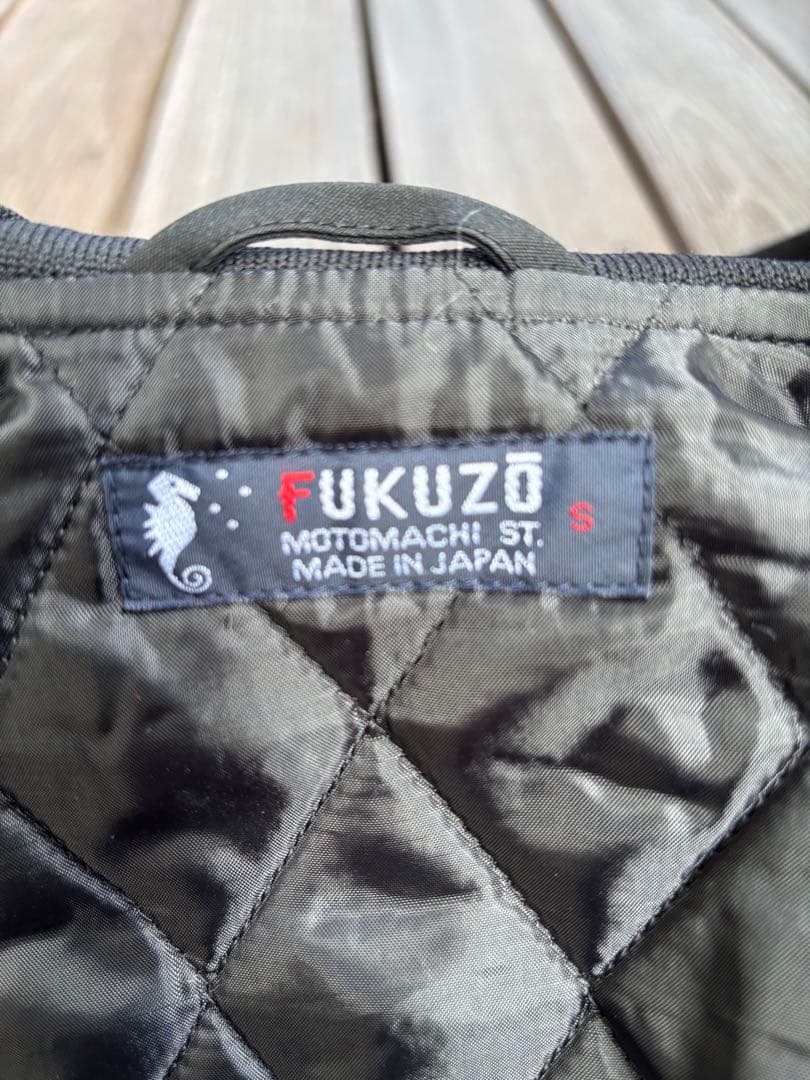 FUKUZŌ S
MOTOMACHI ST.
MADE IN JAPAN